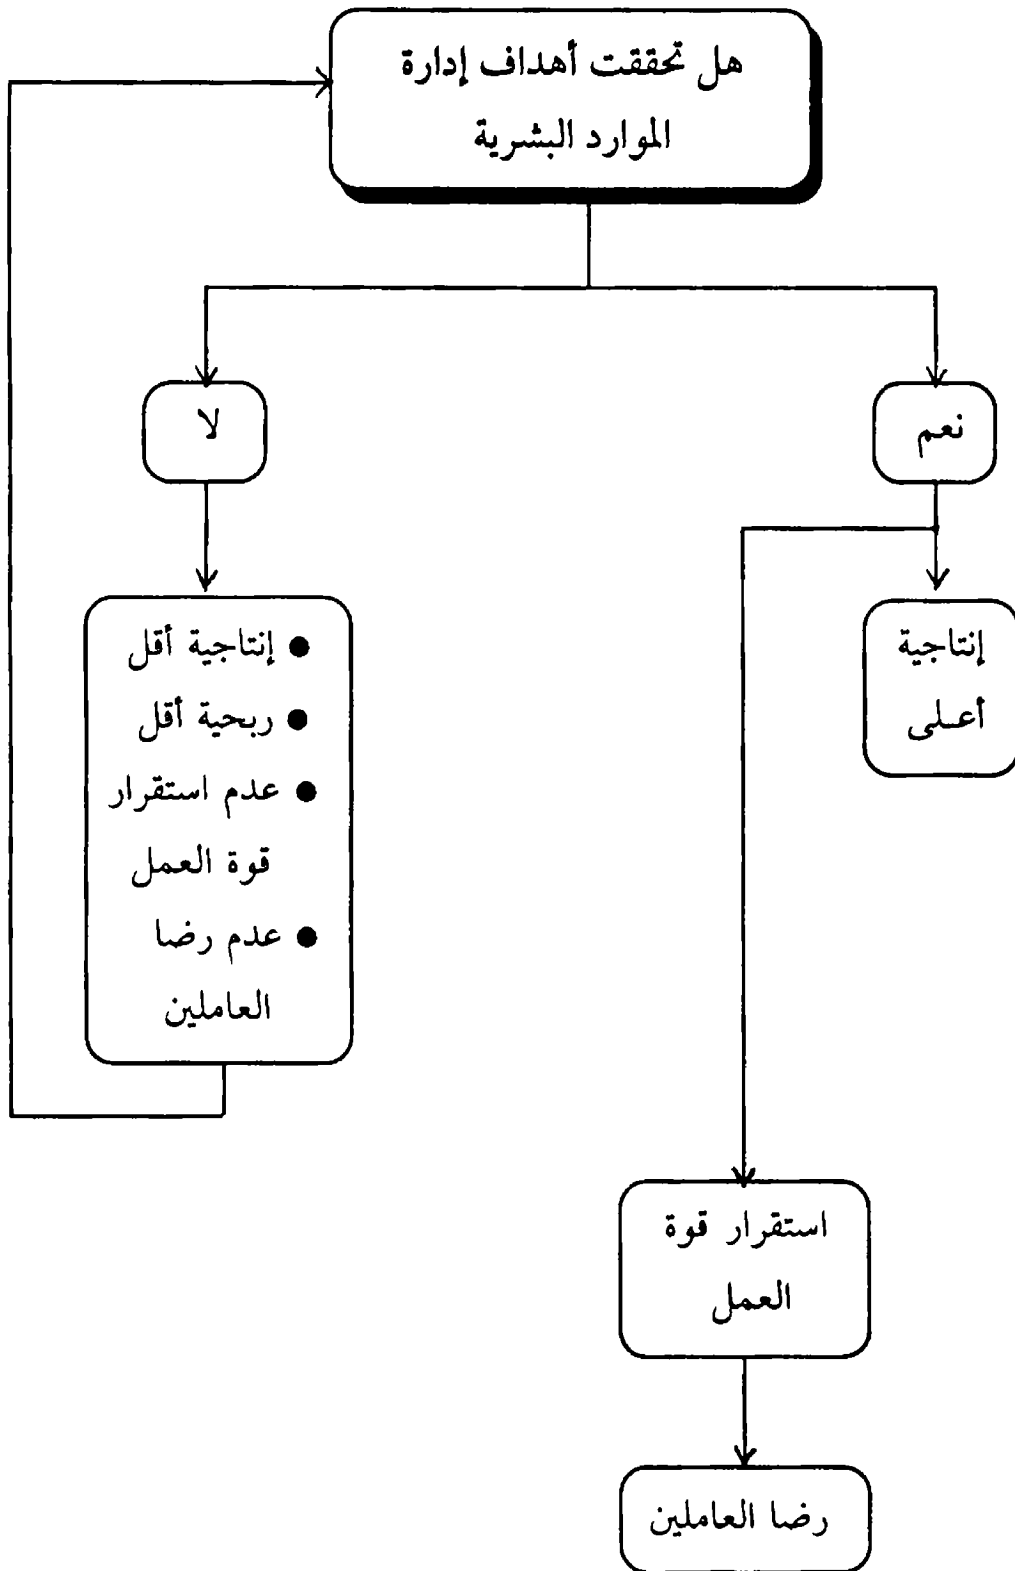 هل تحققت أهداف إدارة
الموارد البشرية
نعم
لا
إنتاجية
أعـلى
● إنتاجية أقل
● ربحية أقل
● عدم استقرار
قوة العمل
● عدم رضا
العاملين
استقرار قوة
العمل
رضا العاملين